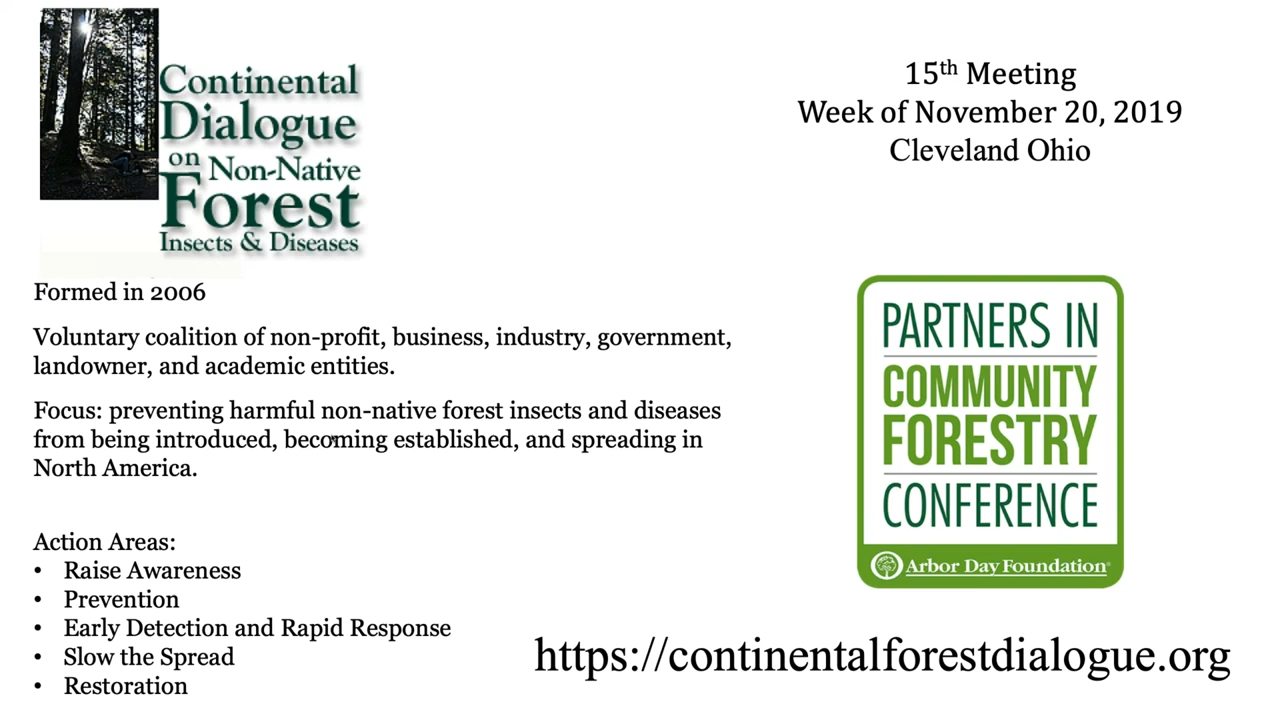 Continental
Dialogue
on Non-Native
Forest
Insects & Diseases
15th Meeting
Week of November 20, 2019
Cleveland Ohio
Formed in 2006
Voluntary coalition of non-profit, business, industry, government,
landowner, and academic entities.
Focus: preventing harmful non-native forest insects and diseases
from being introduced, becoming established, and spreading in
North America.
Action Areas:
• Raise Awareness
• Prevention
• Early Detection and Rapid Response
• Slow the Spread
• Restoration
PARTNERS IN
COMMUNITY
FORESTRY
CONFERENCE
Arbor Day Foundation®
https://continentalforestdialogue.org